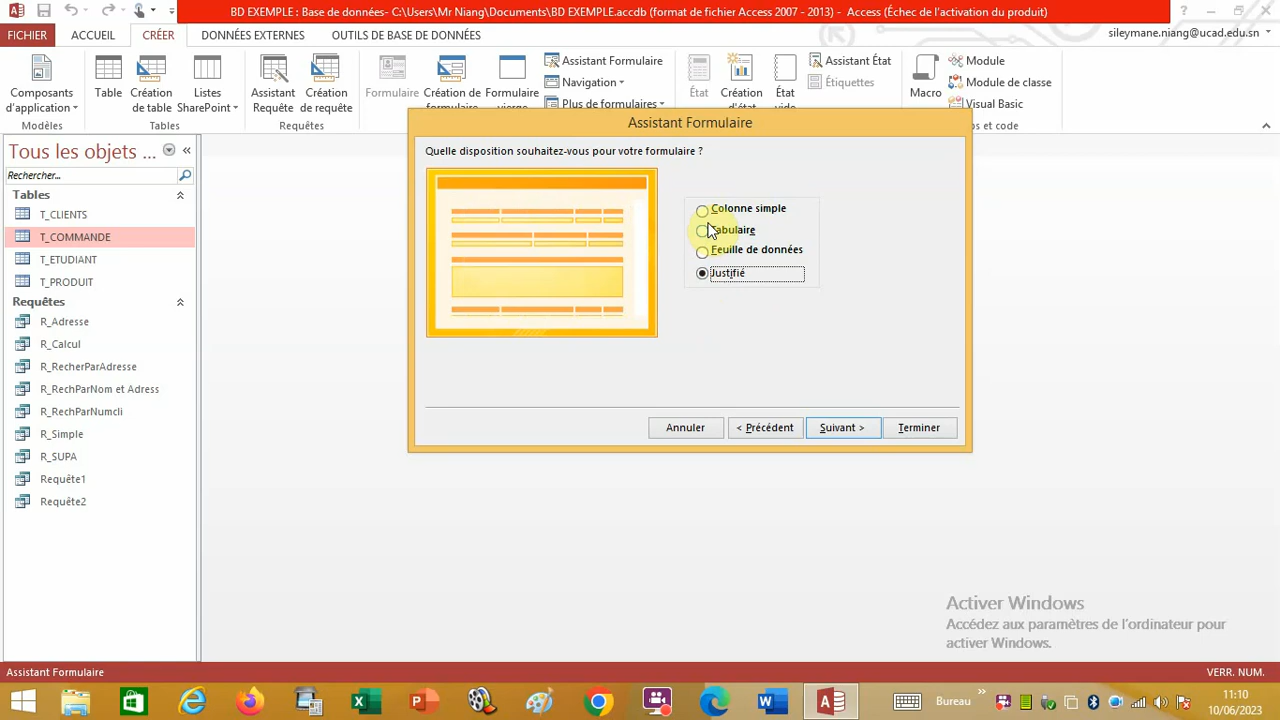 BD EXEMPLE : Base de données- C:\Users\Mr Niang\Documents\BD EXEMPLE.accdb (format de fichier Access 2007 - 2013) - Access (Échec de l'activation du produit)
FICHIER ACCUEIL CRÉER DONNÉES EXTERNES OUTILS DE BASE DE DONNÉES
sileymane.niang@ucad.edu.sn
Composants d'application
Table
Création de table
Listes SharePoint
Assistant Requête
Création de requête
Formulaire
Création de formulaire
Formulaire vierge
Assistant Formulaire
Navigation
Plus de formulaires
État
Création d'état
État vide
Assistant État
Étiquettes
Macro
Module
Module de classe
Visual Basic
Modèles Tables Requêtes s et code
Tous les objets ...
Rechercher...
Tables
T_CLIENTS
T_COMMANDE
T_ETUDIANT
T_PRODUIT
Requêtes
R_Adresse
R_Calcul
R_RecherParAdresse
R_RechParNom et Adress
R_RechParNumcli
R_Simple
R_SUPA
Requête1
Requête2
Assistant Formulaire
Quelle disposition souhaitez-vous pour votre formulaire ?
Colonne simple
Tabulaire
Feuille de données
Justifié
Annuler < Précédent Suivant > Terminer
Activer Windows
Accédez aux paramètres de l'ordinateur pour
activer Windows.
Assistant Formulaire VERR. NUM.
Bureau
11:10
10/06/2023